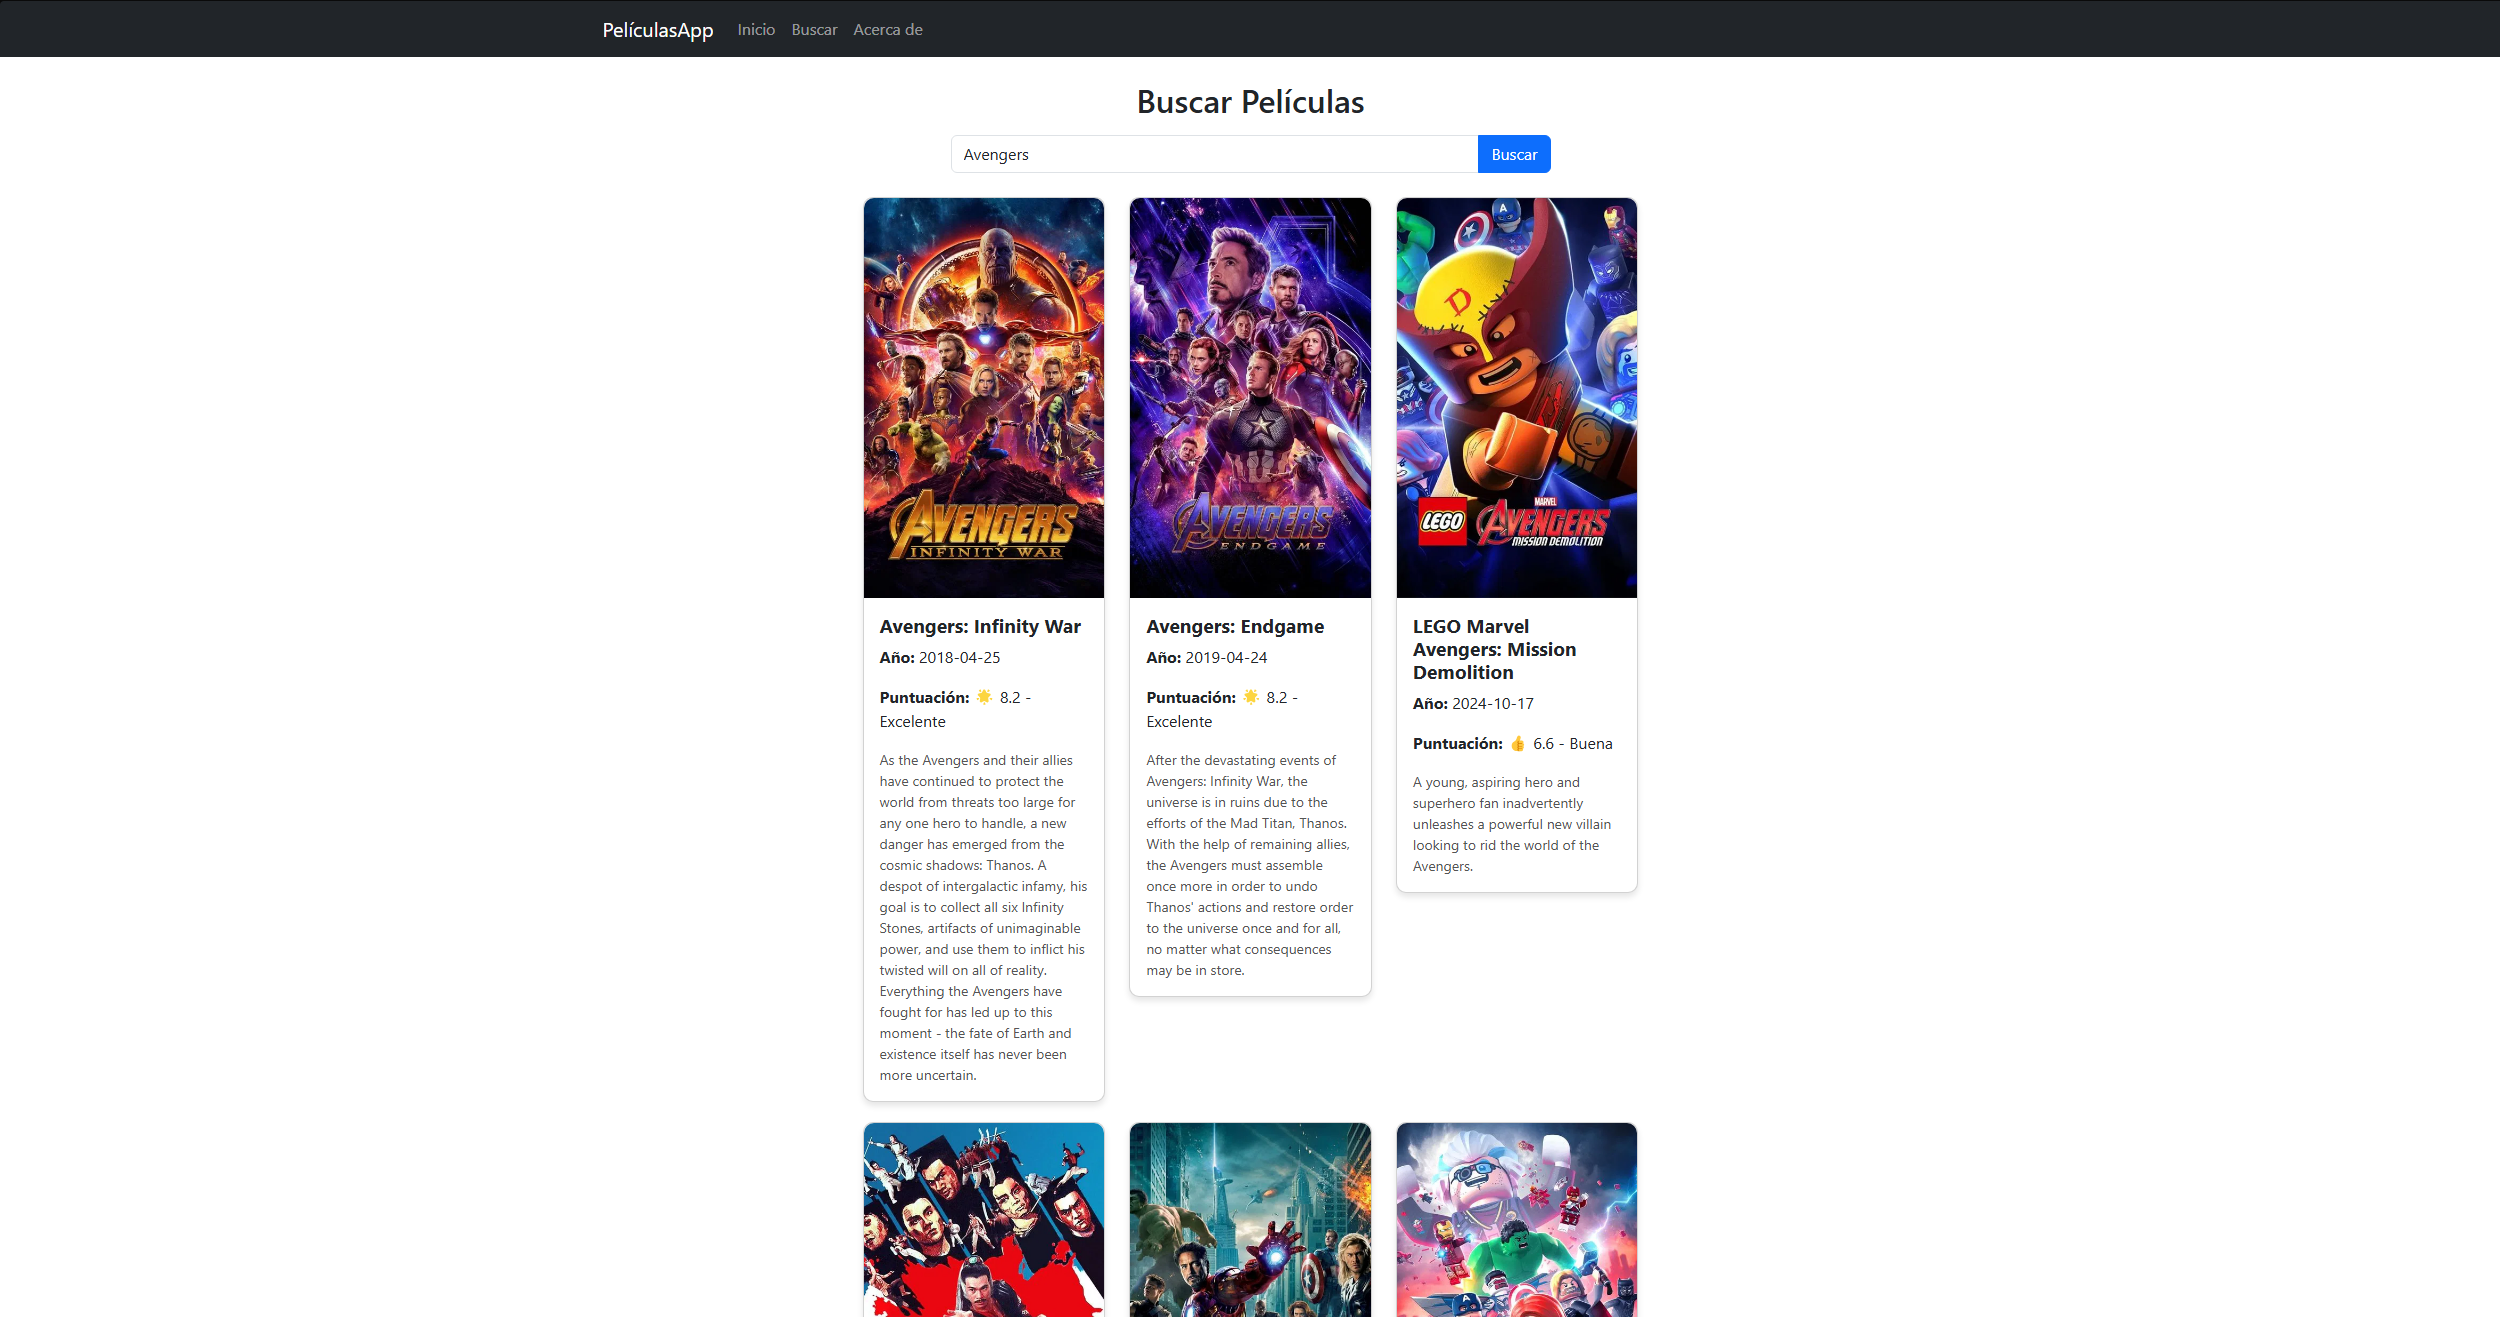 PelículasApp Inicio Buscar Acerca de
Buscar Películas
Avengers Buscar
AVENGERS
INFINITY WAR
Avengers: Infinity War
Año: 2018-04-25
Puntuación: 🌟 8.2 -
Excelente
As the Avengers and their allies
have continued to protect the
world from threats too large for
any one hero to handle, a new
danger has emerged from the
cosmic shadows: Thanos. A
despot of intergalactic infamy, his
goal is to collect all six Infinity
Stones, artifacts of unimaginable
power, and use them to inflict his
twisted will on all of reality.
Everything the Avengers have
fought for has led up to this
moment - the fate of Earth and
existence itself has never been
more uncertain.
AVENGERS
ENDGAME
Avengers: Endgame
Año: 2019-04-24
Puntuación: 🌟 8.2 -
Excelente
After the devastating events of
Avengers: Infinity War, the
universe is in ruins due to the
efforts of the Mad Titan, Thanos.
With the help of remaining allies,
the Avengers must assemble
once more in order to undo
Thanos' actions and restore order
to the universe once and for all,
no matter what consequences
may be in store.
A
D
LEGO
MARVEL
AVENGERS
MISSION DEMOLITION
LEGO Marvel
Avengers: Mission
Demolition
Año: 2024-10-17
Puntuación: 👍 6.6 - Buena
A young, aspiring hero and
superhero fan inadvertently
unleashes a powerful new villain
looking to rid the world of the
Avengers.
A